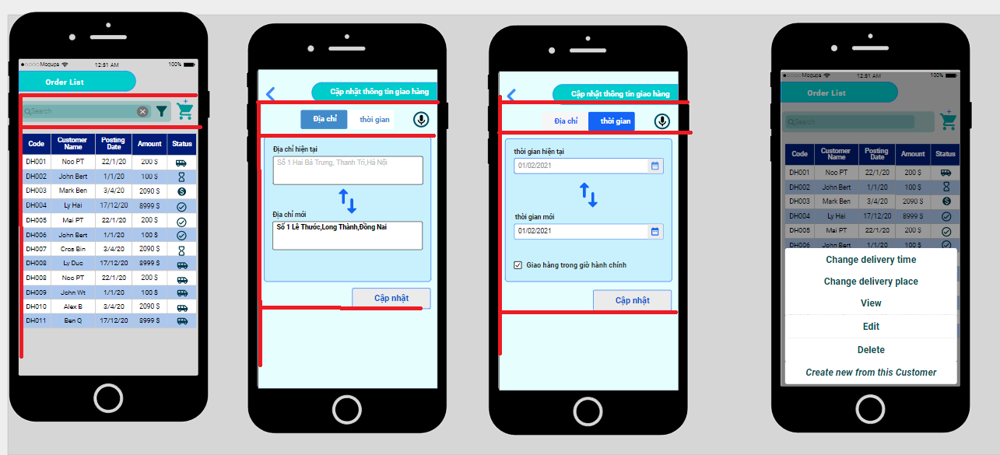 Moqups 12:51 AM 100%
Order List
Search
Code Customer Name Posting Date Amount Status
DH001 Noo PT 22/1/20 200 $
DH002 John Bert 1/1/20 100 $
DH003 Mark Ben 3/4/20 2090 $
DH004 Ly Hai 17/12/20 8999 $
DH005 Mai PT 22/1/20 200 $
DH006 John Bert 1/1/20 100 $
DH007 Cros Bin 3/4/20 2090 $
DH008 Ly Duc 17/12/20 8999 $
DH008 Noo PT 22/1/20 200 $
DH009 John Wt 1/1/20 100 $
DH010 Alex B 3/4/20 2090 $
DH011 Ben Q 17/12/20 8999 $
Cập nhật thông tin giao hàng
Địa chỉ thời gian
Địa chỉ hiện tại
Số 1 Hai Bà Trưng, Thanh Trì,Hà Nội
Địa chỉ mới
Số 1 Lê Thước,Long Thành,Đồng Nai
Cập nhật
Cập nhật thông tin giao hàng
Địa chỉ thời gian
thời gian hiện tại
01/02/2021
thời gian mới
01/02/2021
Giao hàng trong giờ hành chính
Cập nhật
Moqups 12:51 AM 100%
Order List
Search
Code Customer Name Posting Date Amount Status
DH001 Noo PT 22/1/20 200 $
DH002 John Bert 1/1/20 100 $
DH003 Mark Ben 3/4/20 2090 $
DH004 Ly Hai 17/12/20 8999 $
DH005 Mai PT 22/1/20 200 $
DH006 John Bert 1/1/20 100 $
Change delivery time
Change delivery place
View
Edit
Delete
Create new from this Customer